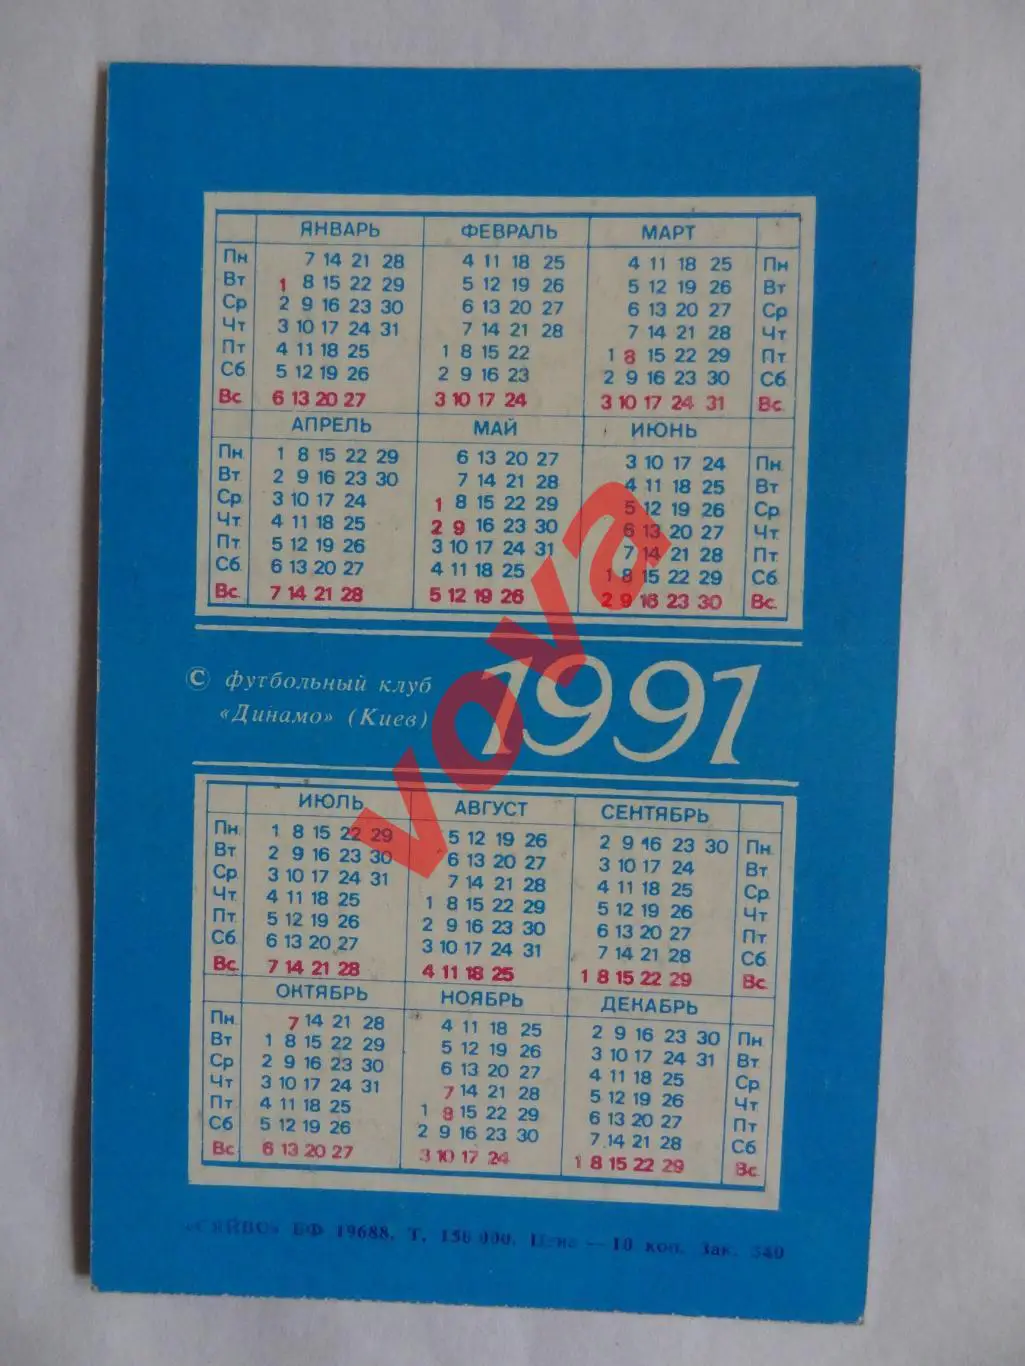 ЯНВАРЬ ФЕВРАЛЬ МАРТ
Пн 7 14 21 28 4 11 18 25 4 11 18 25 Пн
Вт 1 8 15 22 29 5 12 19 26 5 12 19 26 Вт
Ср 2 9 16 23 30 6 13 20 27 6 13 20 27 Ср
Чт 3 10 17 24 31 7 14 21 28 7 14 21 28 Чт
Пт 4 11 18 25 1 8 15 22 1 8 15 22 29 Пт
Сб 5 12 19 26 2 9 16 23 2 9 16 23 30 Сб
Вс 6 13 20 27 3 10 17 24 3 10 17 24 31 Вс
АПРЕЛЬ МАЙ ИЮНЬ
Пн 1 8 15 22 29 6 13 20 27 3 10 17 24 Пн
Вт 2 9 16 23 30 7 14 21 28 4 11 18 25 Вт
Ср 3 10 17 24 1 8 15 22 29 5 12 19 26 Ср
Чт 4 11 18 25 2 9 16 23 30 6 13 20 27 Чт
Пт 5 12 19 26 3 10 17 24 31 7 14 21 28 Пт
Сб 6 13 20 27 4 11 18 25 1 8 15 22 29 Сб
Вс 7 14 21 28 5 12 19 26 2 9 16 23 30 Вс
© футбольный клуб
«Динамо» (Киев)
1991
vova
ИЮЛЬ АВГУСТ СЕНТЯБРЬ
Пн 1 8 15 22 29 5 12 19 26 2 9 16 23 30 Пн
Вт 2 9 16 23 30 6 13 20 27 3 10 17 24 Вт
Ср 3 10 17 24 31 7 14 21 28 4 11 18 25 Ср
Чт 4 11 18 25 1 8 15 22 29 5 12 19 26 Чт
Пт 5 12 19 26 2 9 16 23 30 6 13 20 27 Пт
Сб 6 13 20 27 3 10 17 24 31 7 14 21 28 Сб
Вс 7 14 21 28 4 11 18 25 1 8 15 22 29 Вс
ОКТЯБРЬ НОЯБРЬ ДЕКАБРЬ
Пн 7 14 21 28 4 11 18 25 2 9 16 23 30 Пн
Вт 1 8 15 22 29 5 12 19 26 3 10 17 24 31 Вт
Ср 2 9 16 23 30 6 13 20 27 4 11 18 25 Ср
Чт 3 10 17 24 31 7 14 21 28 5 12 19 26 Чт
Пт 4 11 18 25 1 8 15 22 29 6 13 20 27 Пт
Сб 5 12 19 26 2 9 16 23 30 7 14 21 28 Сб
Вс 6 13 20 27 3 10 17 24 1 8 15 22 29 Вс
«СЯЙВО» БФ 19688. Т. 150 000. Цена — 10 коп. Зак. 340